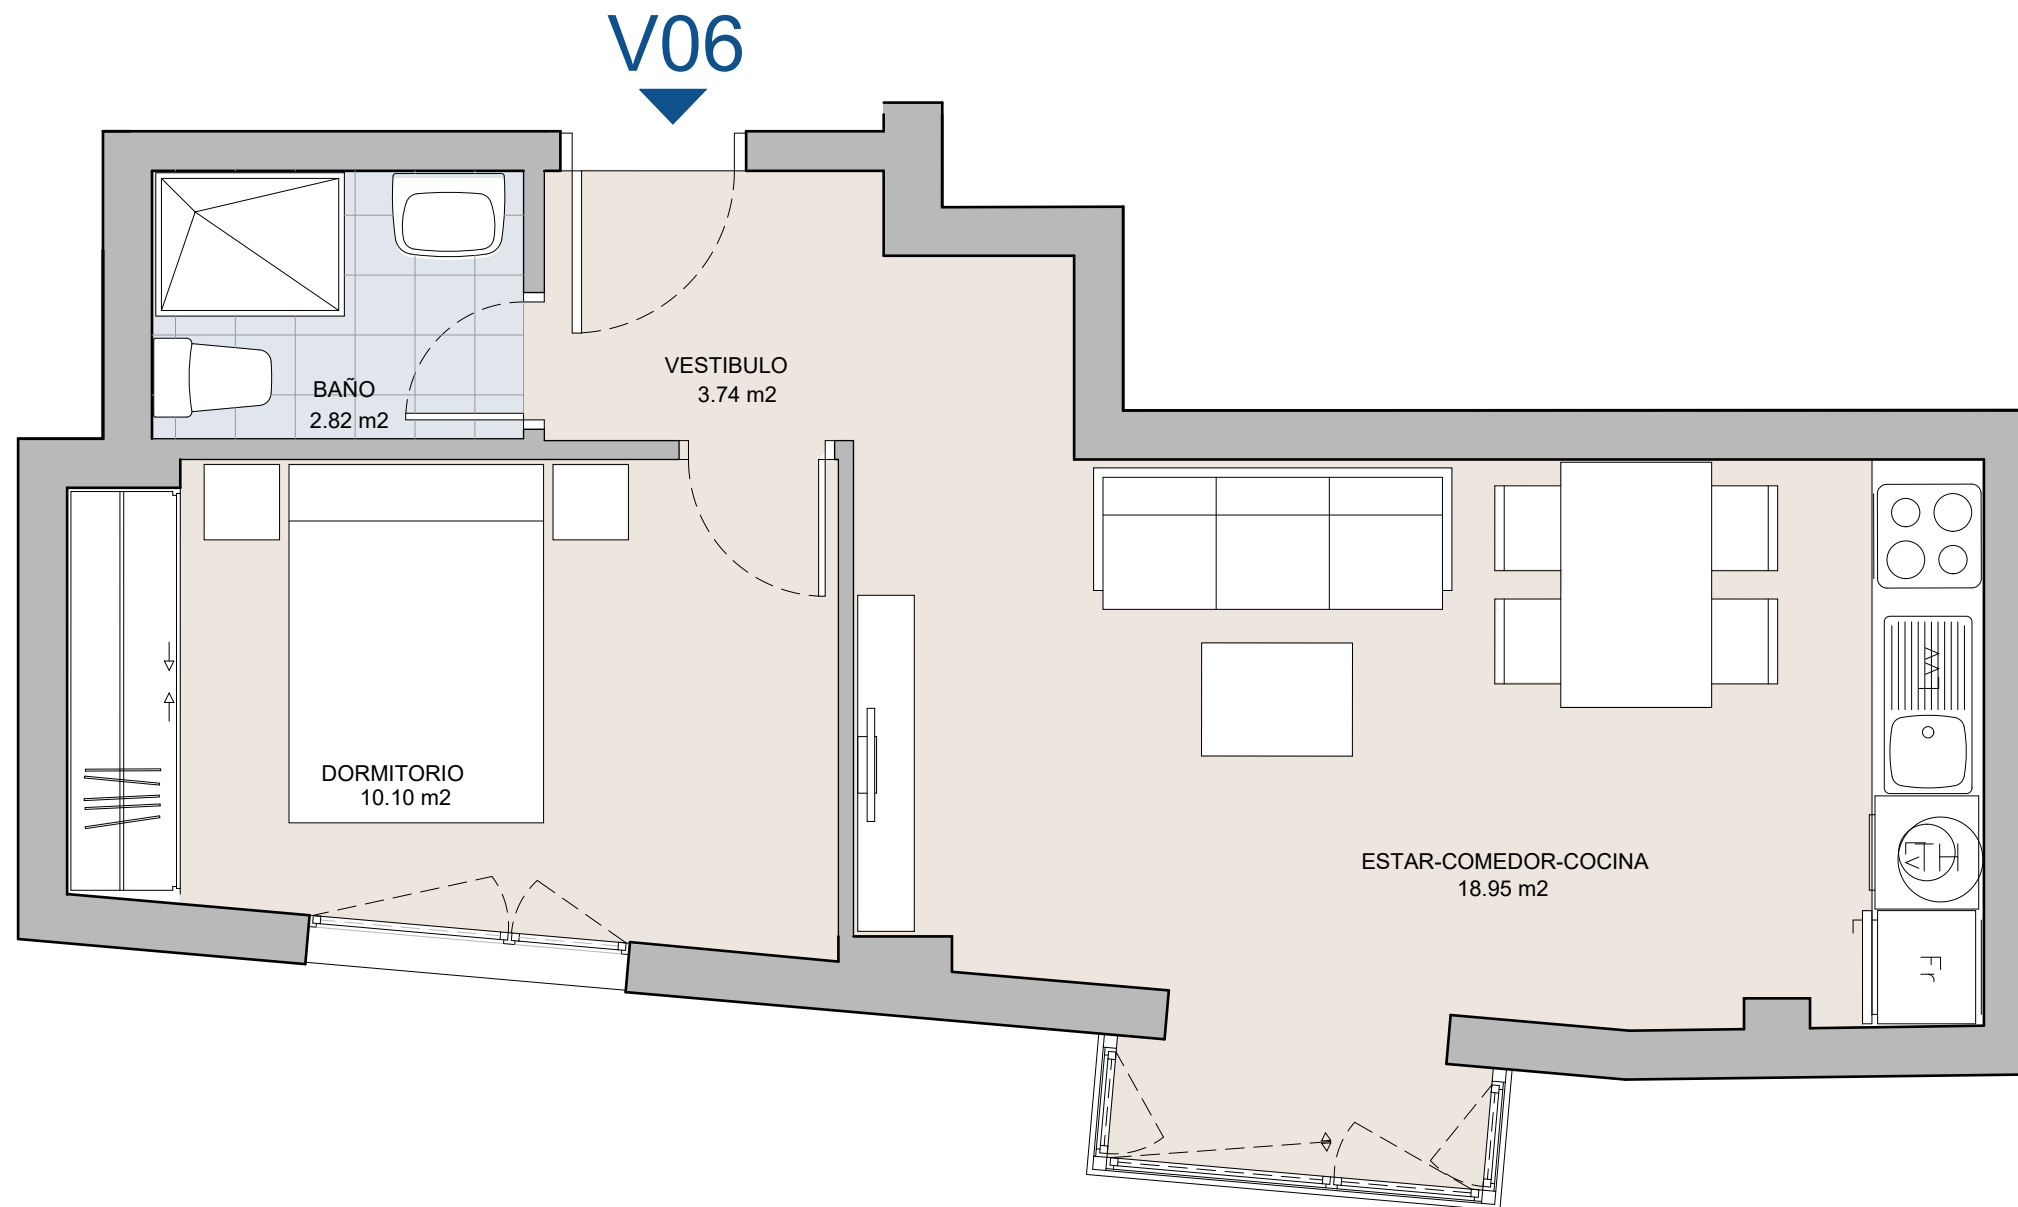 V06
VESTIBULO
3.74 m2
BAÑO
2.82 m2
DORMITORIO
10.10 m2
ESTAR-COMEDOR-COCINA
18.95 m2
Fr